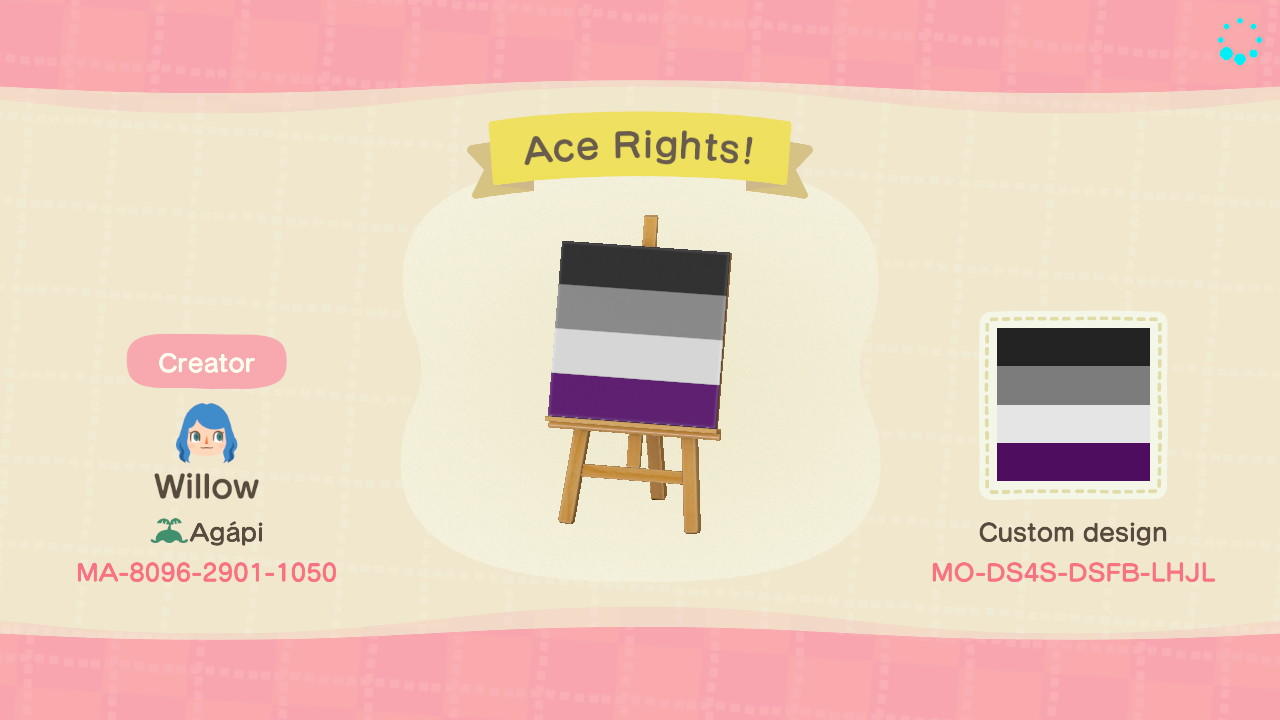 Ace Rights!
Creator
Willow
Agápi
MA-8096-2901-1050
Custom design
MO-DS4S-DSFB-LHJL